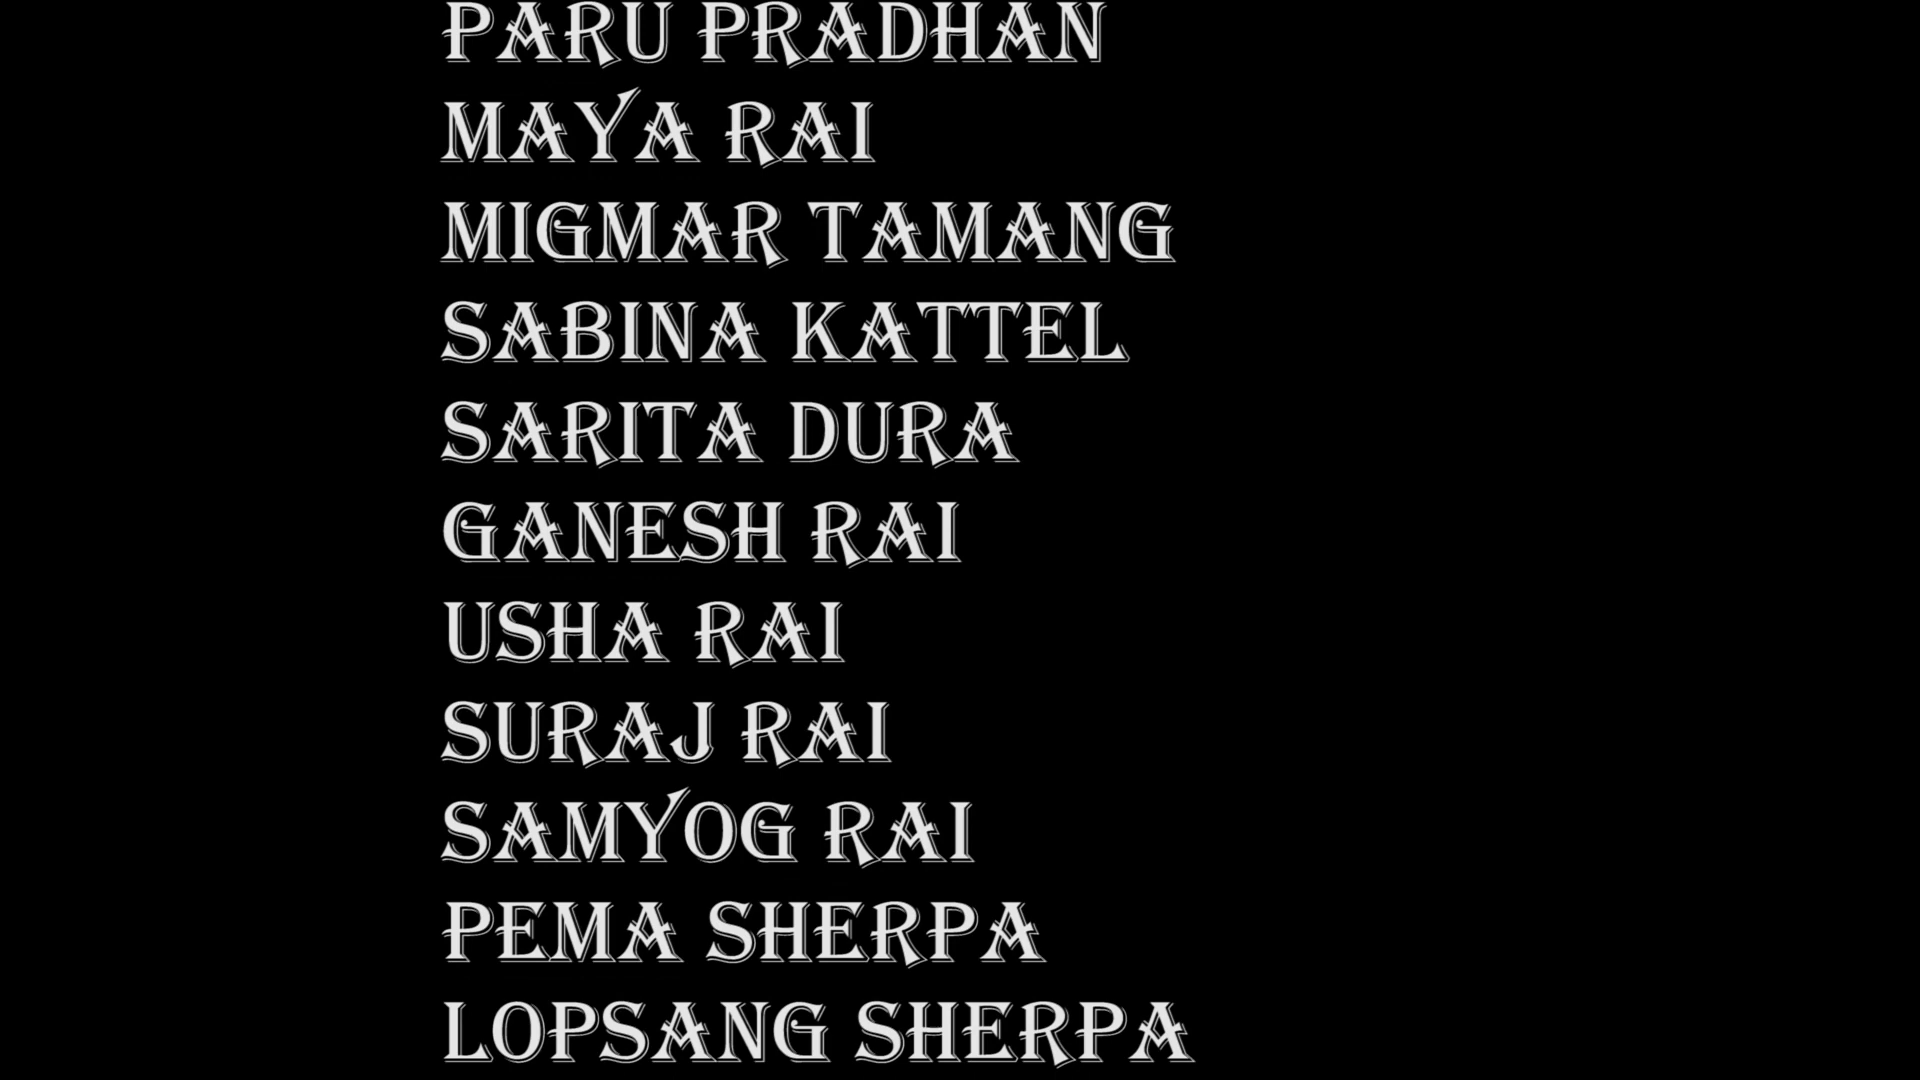 PARU PRADHAN
MAYA RAI
MIGMAR TAMANG
SABINA KATTEL
SARITA DURA
GANESH RAI
USHA RAI
SURAJ RAI
SAMYOG RAI
PEMA SHERPA
LOPSANG SHERPA